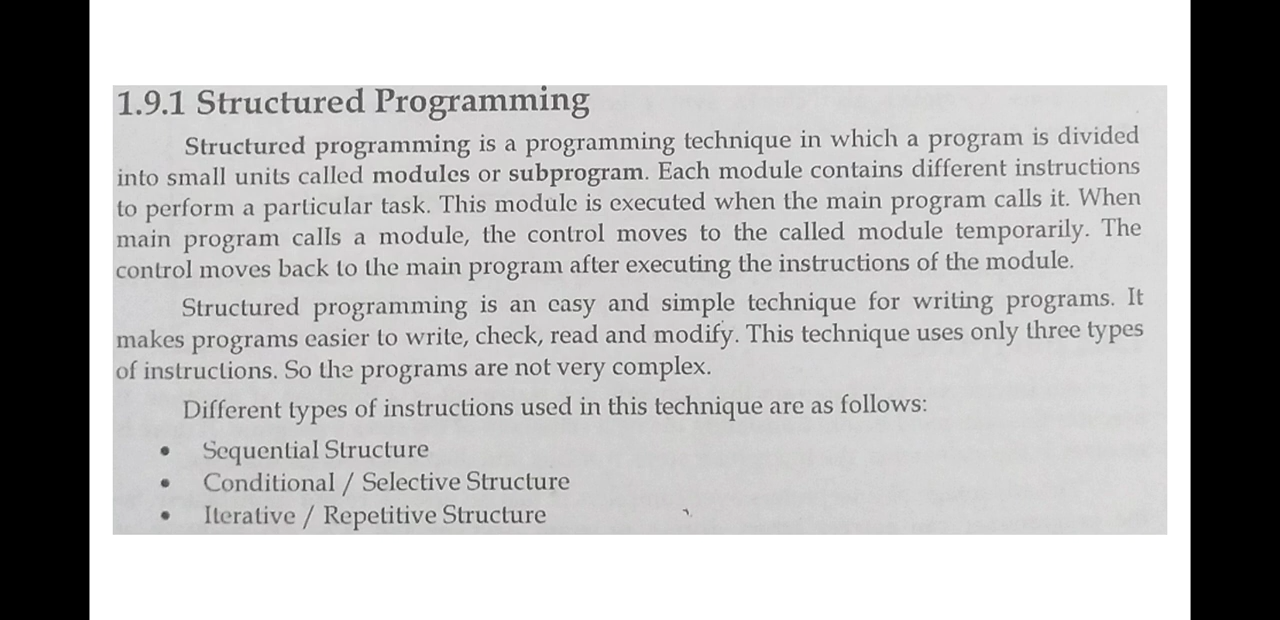 1.9.1 Structured Programming
Structured programming is a programming technique in which a program is divided
into small units called modules or subprogram. Each module contains different instructions
to perform a particular task. This module is executed when the main program calls it. When
main program calls a module, the control moves to the called module temporarily. The
control moves back to the main program after executing the instructions of the module.
Structured programming is an easy and simple technique for writing programs. It
makes programs easier to write, check, read and modify. This technique uses only three types
of instructions. So the programs are not very complex.
Different types of instructions used in this technique are as follows:
• Sequential Structure
• Conditional / Selective Structure
• Iterative / Repetitive Structure